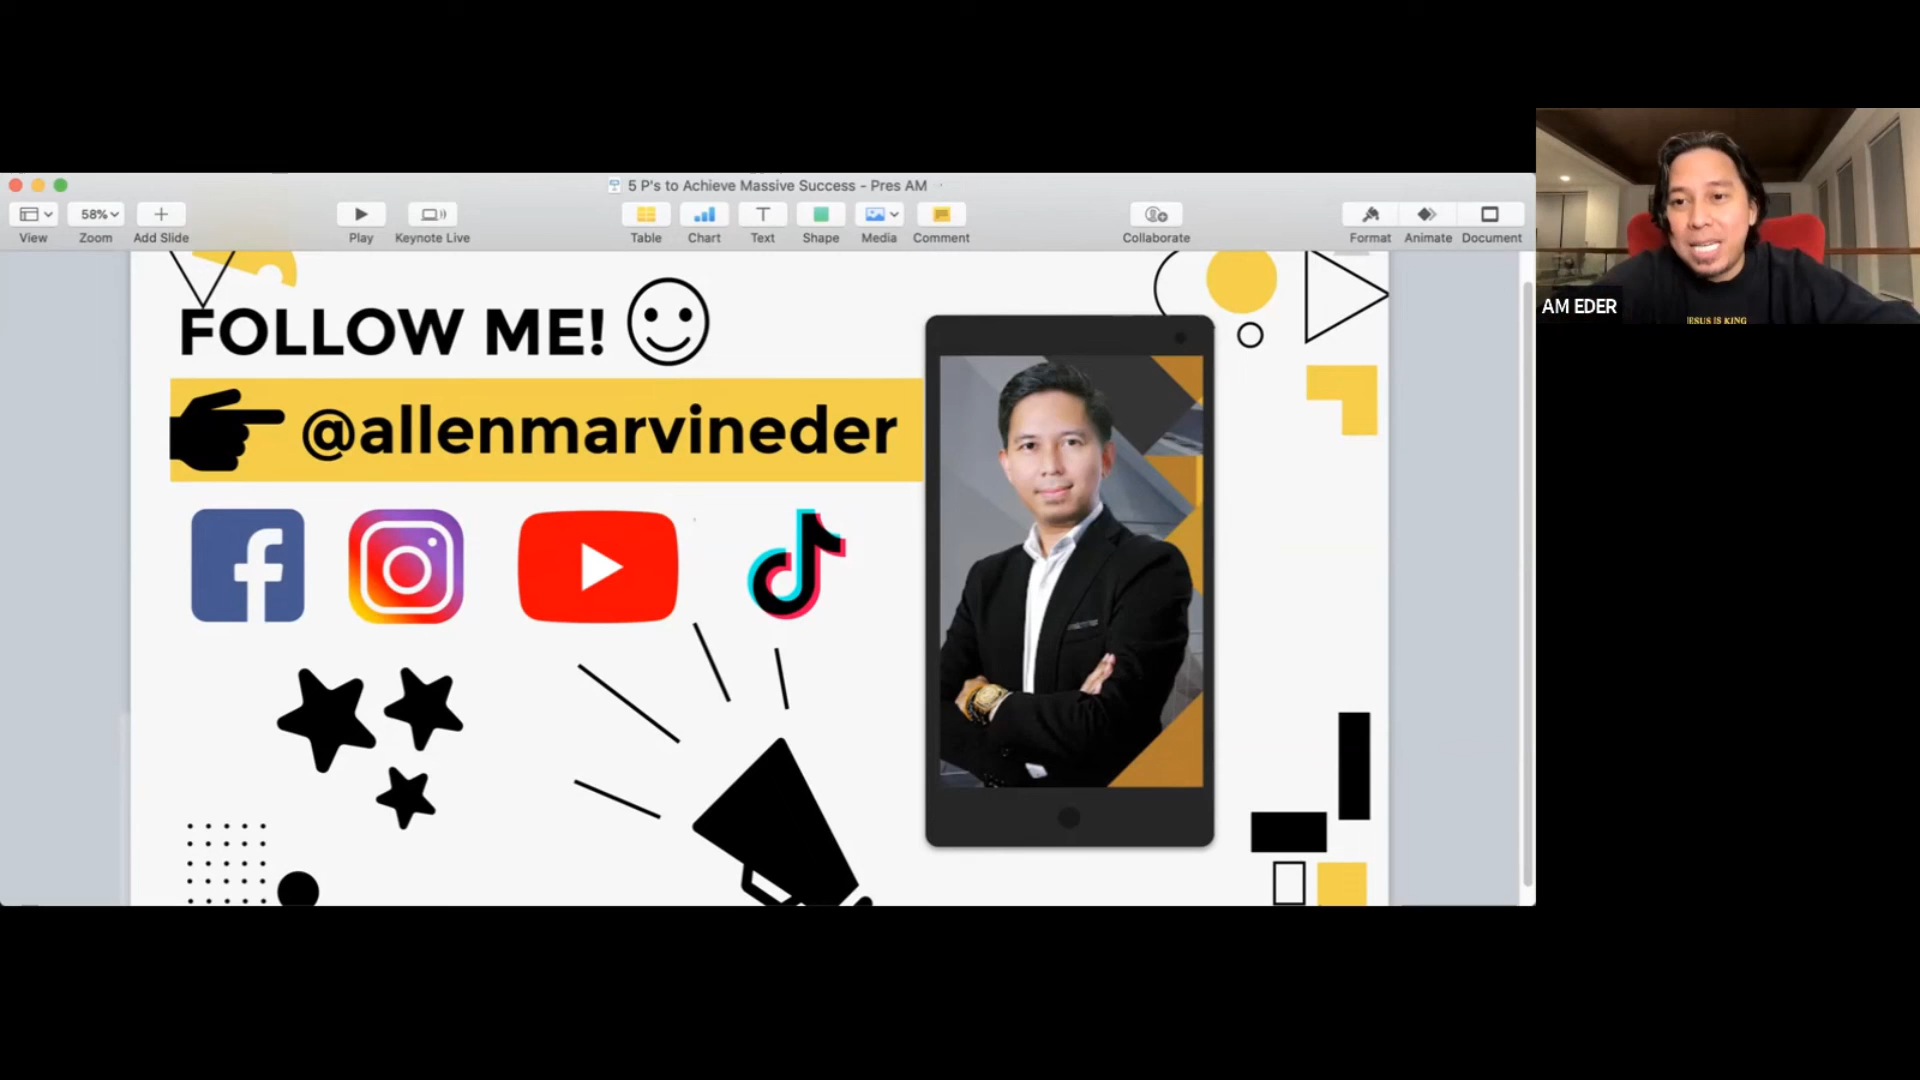 5 P's to Achieve Massive Success - Pres AM
58%
View
Zoom
Add Slide
Play
Keynote Live
Table
Chart
Text
Shape
Media
Comment
Collaborate
Format
Animate
Document
FOLLOW ME!
@allenmarvineder
AM EDER
JESUS IS KING